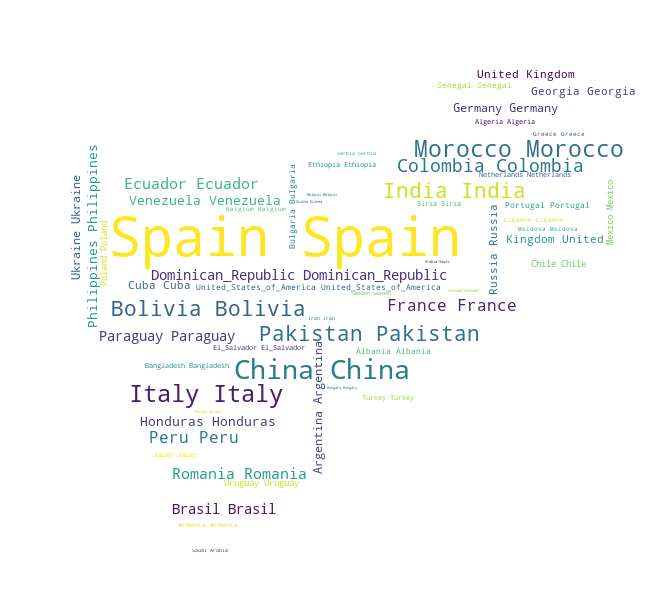 United Kingdom
Senegal Senegal
Georgia Georgia
Germany Germany
Algeria Algeria
Greece Greece
Morocco Morocco
Serbia Serbia
Ethiopia Ethiopia
Colombia Colombia
Netherlands Netherlands
Ecuador Ecuador
India India
Belarus Belarus
Venezuela Venezuela
Guinea Guinea
Siria Siria
Portugal Portugal
Mexico Mexico
Belgium Belgium
Bulgaria Bulgaria
Ukraine Ukraine
Philippines Philippines
Poland Poland
Spain Spain
Lebanon Lebanon
Moldova Moldova
Kingdom United
Russia Russia
Arabia Saudi
Chile Chile
Dominican_Republic Dominican_Republic
Cuba Cuba
United_States_of_America United_States_of_America
Sweden Sweden
Bolivia Bolivia
France France
Iran Iran
Paraguay Paraguay
Pakistan Pakistan
El_Salvador El_Salvador
Albania Albania
Bangladesh Bangladesh
China China
Italy Italy
Hungary Hungary
Turkey Turkey
Argentina Argentina
Honduras Honduras
Peru Peru
Japan Japan
Romania Romania
Uruguay Uruguay
Brasil Brasil
Armenia Armenia
Saudi Arabia